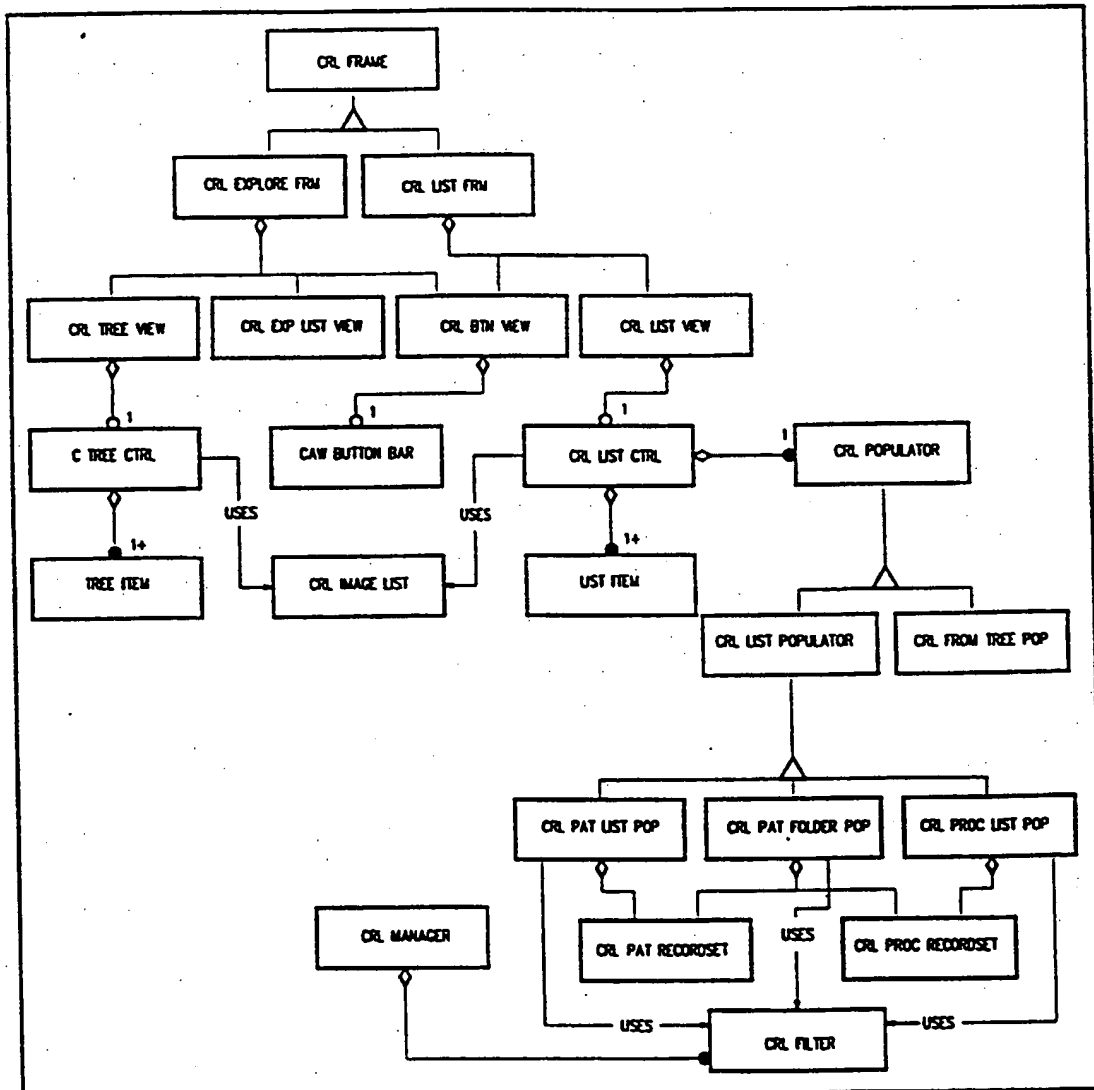 CRL FRAME
CRL EXPLORE FRM
CRL LIST FRM
CRL TREE VIEW
CRL EXP LIST VIEW
CRL BTN VIEW
CRL LIST VIEW
1
1
1
1
C TREE CTRL
CAW BUTTON BAR
CRL LIST CTRL
CRL POPULATOR
USES
USES
1+
1+
TREE ITEM
CRL IMAGE LIST
LIST ITEM
CRL LIST POPULATOR
CRL FROM TREE POP
CRL PAT LIST POP
CRL PAT FOLDER POP
CRL PROC LIST POP
CRL MANAGER
CRL PAT RECORDSET
USES
CRL PROC RECORDSET
USES
USES
CRL FILTER